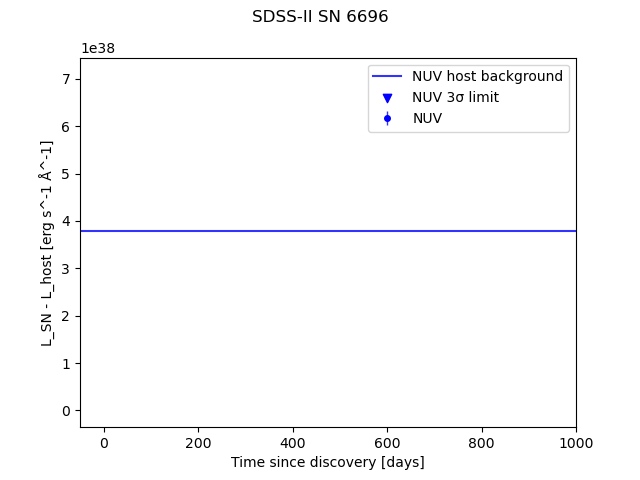 SDSS-II SN 6696
1e38
NUV host background
NUV 3σ limit
NUV
7
6
5
4
3
2
1
0
L_SN - L_host [erg s^-1 Å^-1]
0 200 400 600 800 1000
Time since discovery [days]